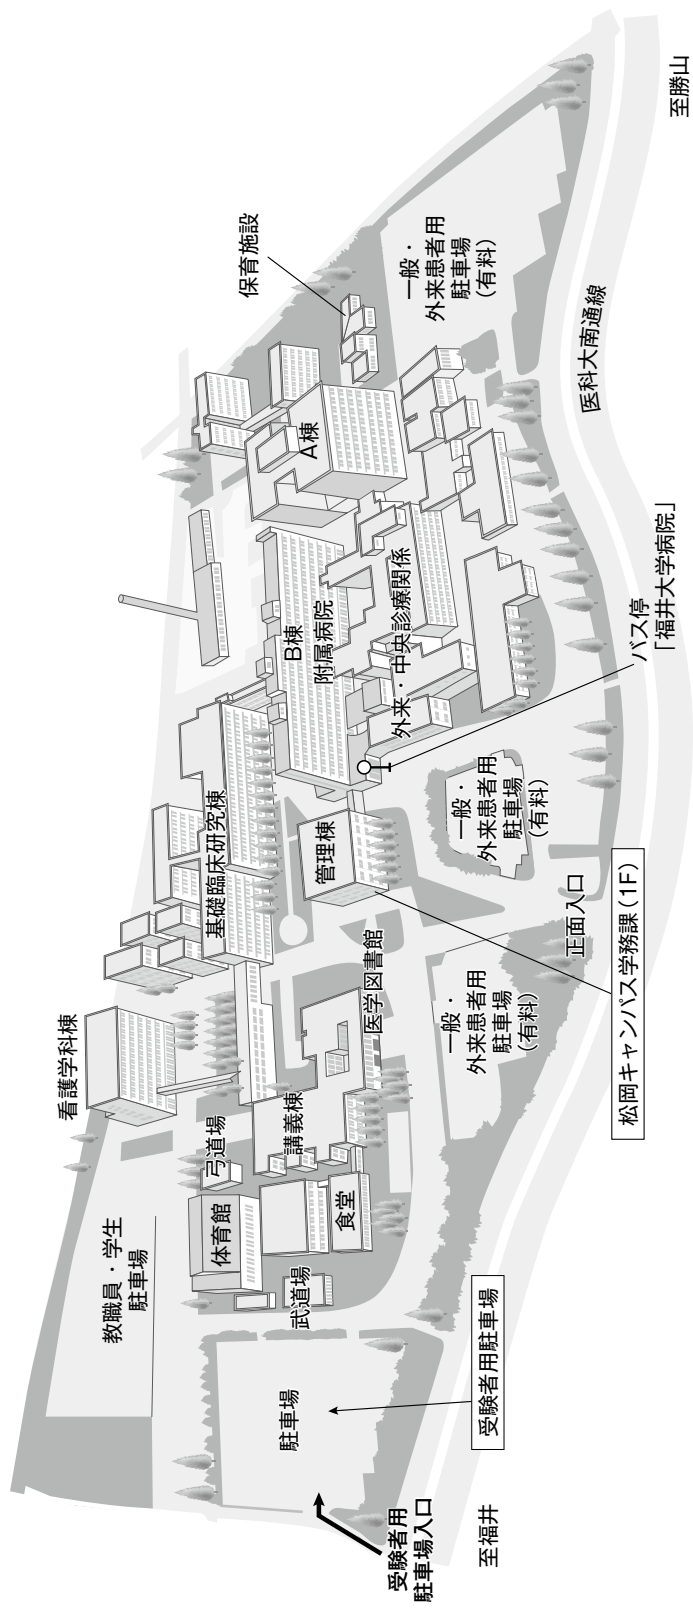 至勝山
保育施設
一般・
外来患者用
駐車場
(有料)
医科大南通線
A棟
バス停
「福井大学病院」
B棟
附属病院
外来・中央診療関係
一般・
外来患者用
駐車場
(有料)
基礎臨床研究棟
管理棟
正面入口
松岡キャンパス学務課(1F)
医学図書館
一般・
外来患者用
駐車場
(有料)
看護学科棟
講義棟
弓道場
体育館
食堂
武道場
教職員・学生
駐車場
駐車場
受験者用駐車場
受験者用
駐車場入口
至福井